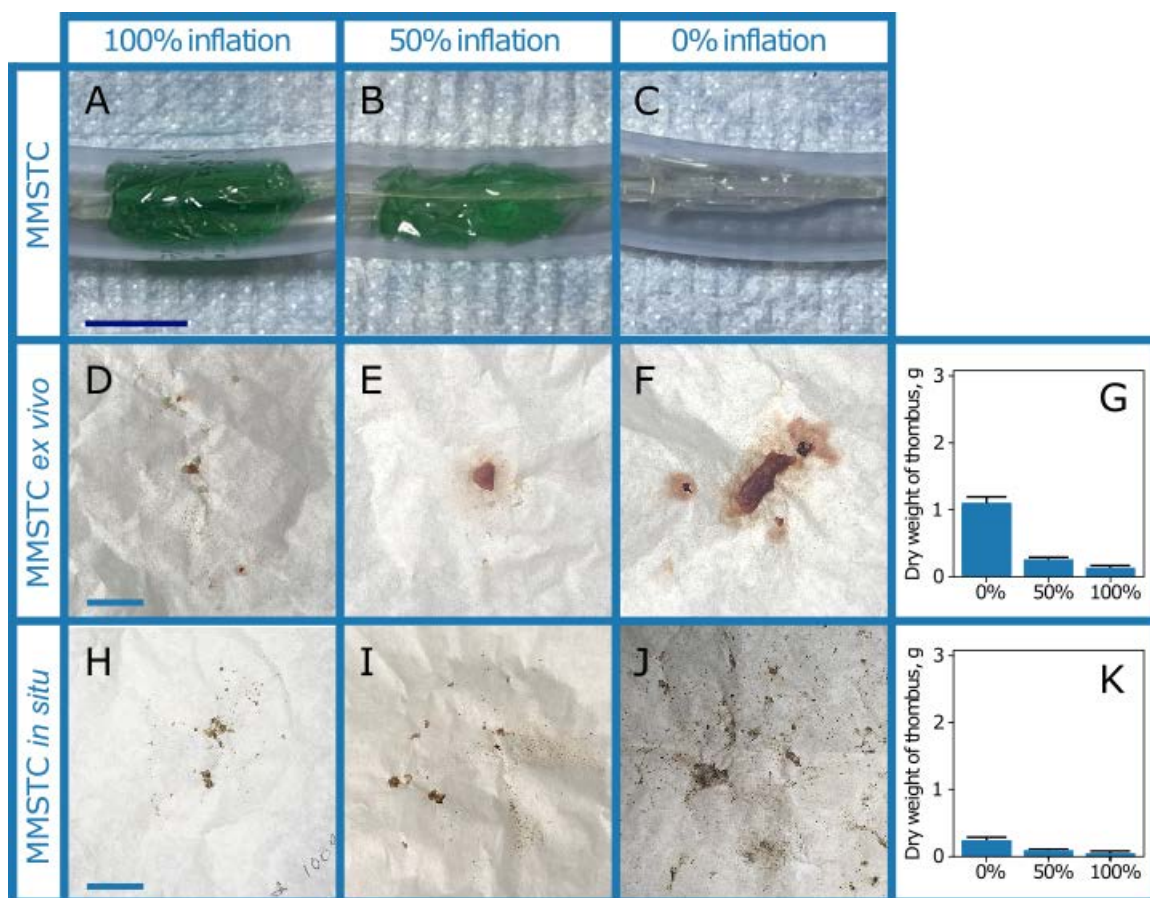 100% inflation 50% inflation 0% inflation
MMSTC
A B C
MMSTC ex vivo
D E F G
Dry weight of thombus, g
3
2
1
0
0% 50% 100%
MMSTC in situ
H I J K
Dry weight of thombus, g
3
2
1
0
0% 50% 100%